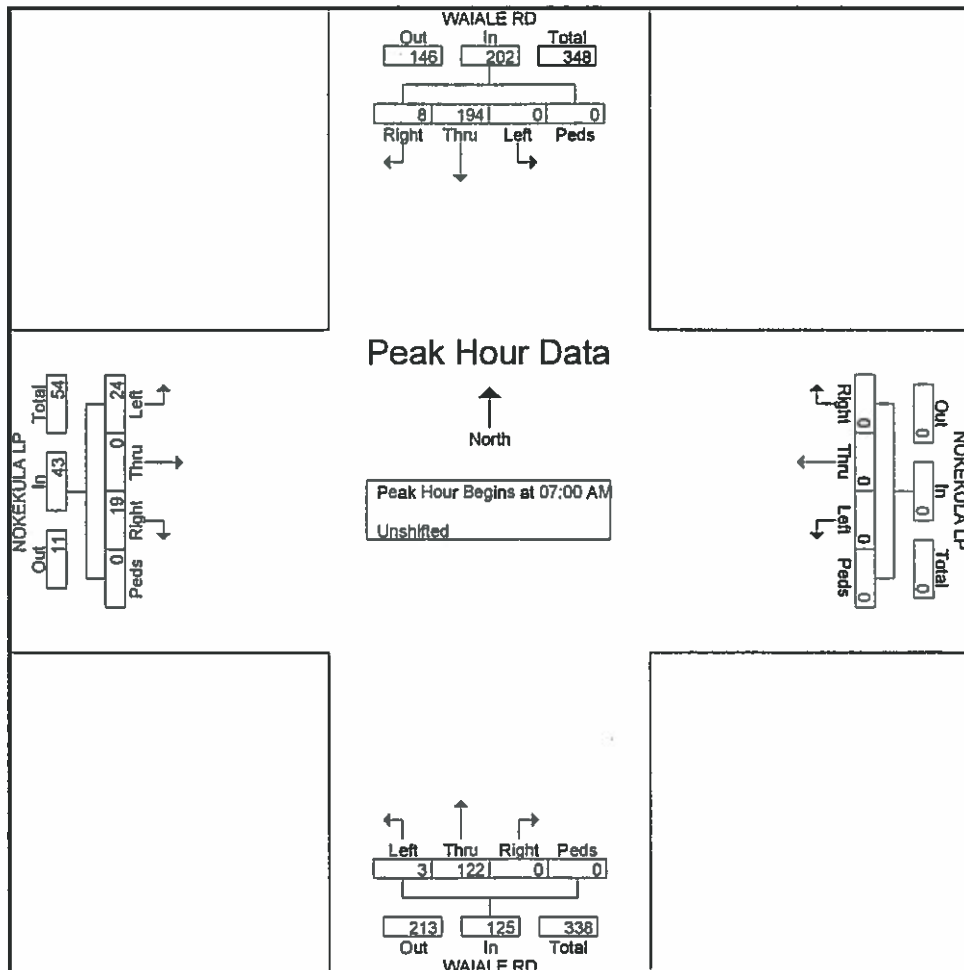 WAIALE RD
Out In Total
146 202 348
8 194 0 0
Right Thru Left Peds
Peak Hour Data
North
Peak Hour Begins at 07:00 AM
Unshifted
NOKEKULA LP
Out In Total
11 43 54
24 0 19 0
Left Thru Right Peds
NOKEKULA LP
Out In Total
0 0 0
Right Thru Left Peds
0 0 0 0
Left Thru Right Peds
3 122 0 0
213 125 338
Out In Total
WAIALE RD